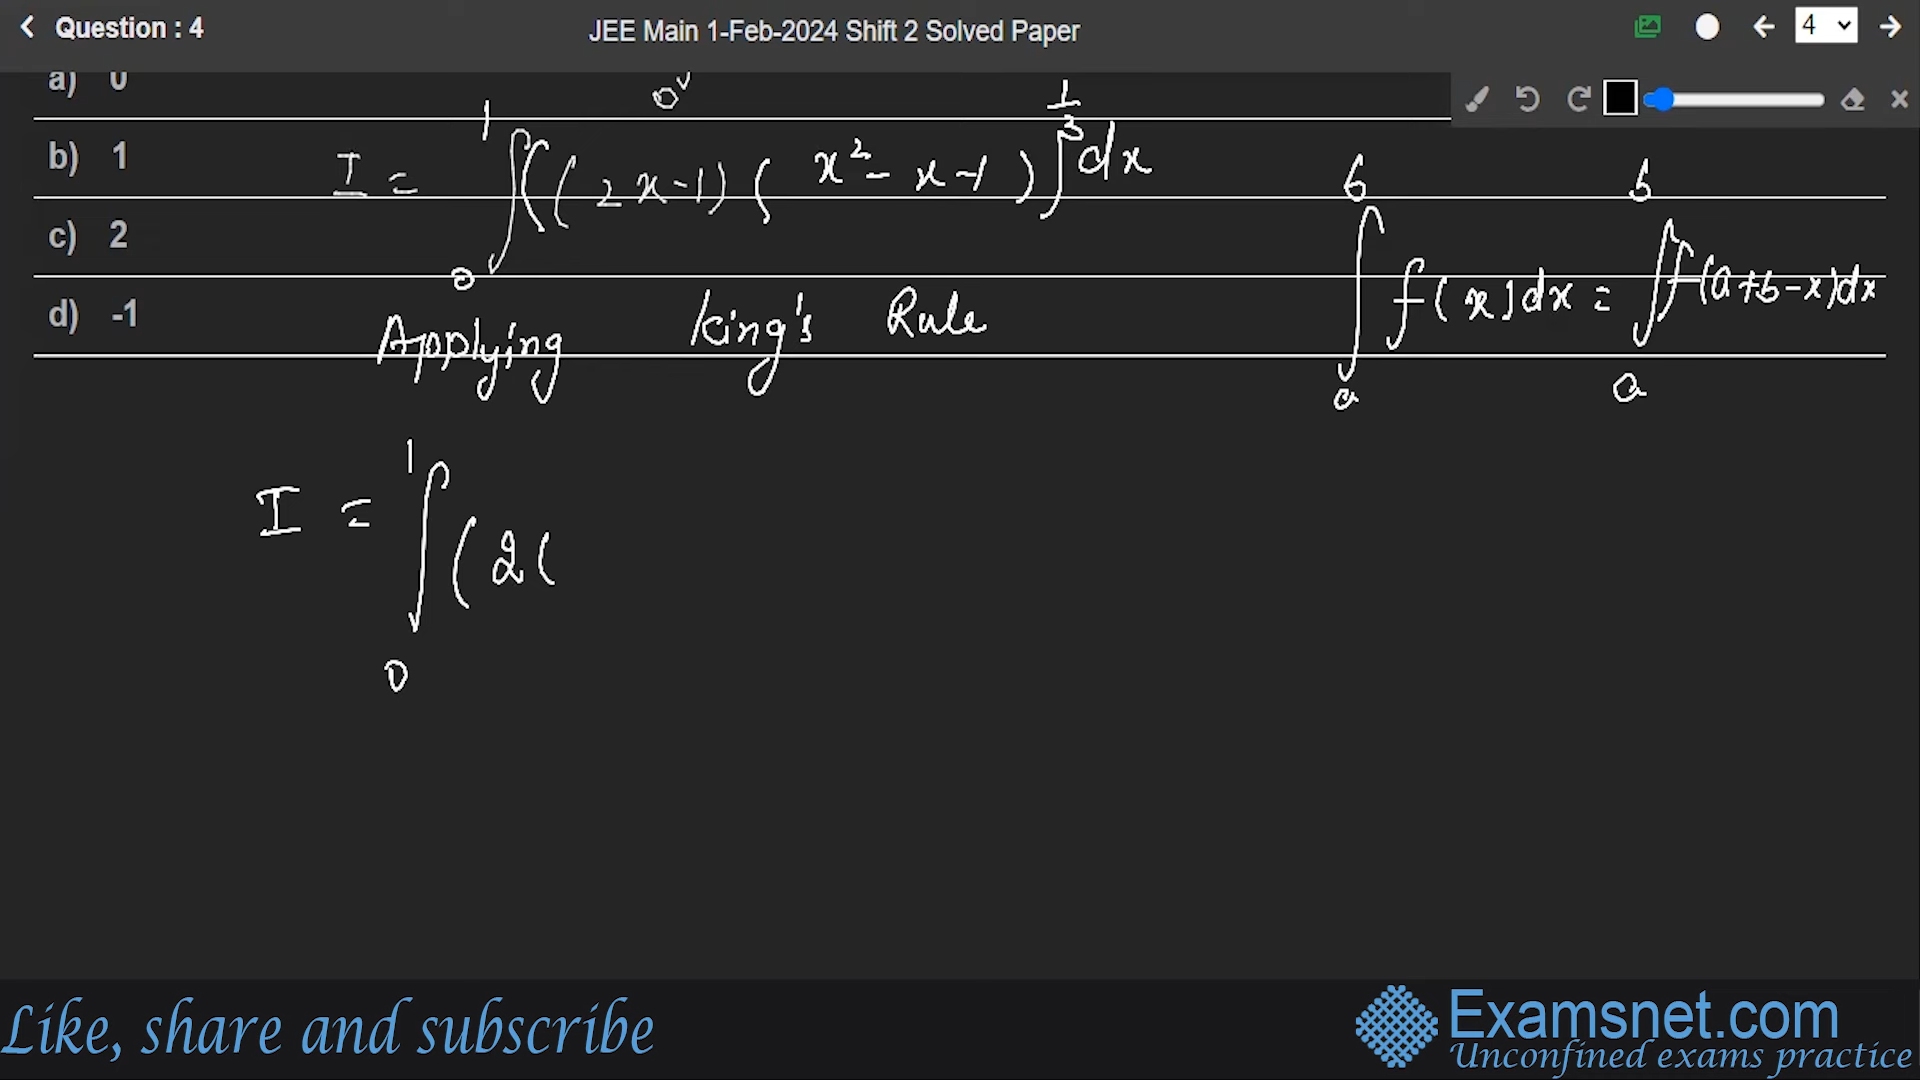 Question : 4
JEE Main 1-Feb-2024 Shift 2 Solved Paper
4
a) 0
b) 1
c) 2
d) -1
0
I = ∫₀¹ ((2x-1)(x²-x-1))^(1/3) dx
Applying King's Rule
∫ₐᵇ f(x)dx = ∫ₐᵇ f(a+b-x)dx
I = ∫₀¹ (2(
Like, share and subscribe
Examsnet.com
Unconfined exams practice